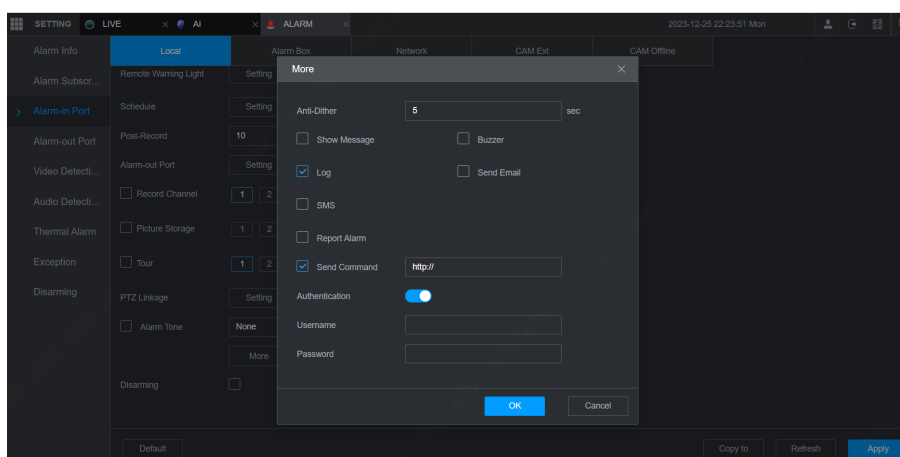 SETTING LIVE × AI × ALARM × 2023-12-25 22:23:51 Mon
Alarm Info Local Alarm Box Network CAM Ext CAM Offline
More ×
Alarm Subscr... Remote Warning Light Setting
Alarm-in Port Schedule Setting Anti-Dither 5 sec
Alarm-out Port Post-Record 10 Show Message Buzzer
Video Detecti... Alarm-out Port Setting Log Send Email
Audio Detecti... Record Channel 1 2 SMS
Thermal Alarm Picture Storage 1 2 Report Alarm
Exception Tour 1 2 Send Command http://
Disarming PTZ Linkage Setting Authentication
Alarm Tone None Username
More Password
Disarming
OK Cancel
Default Copy to Refresh Apply